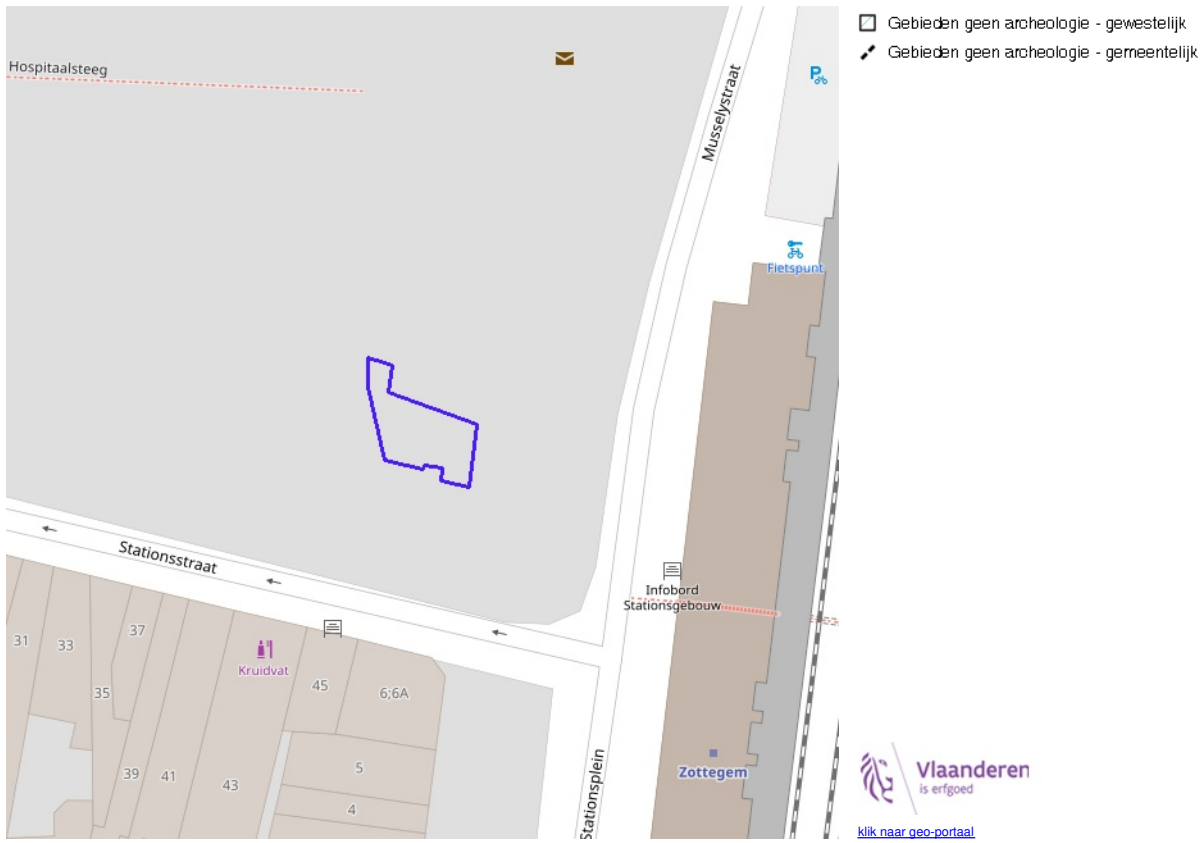 Hospitaalsteeg
Musselystraat
P
Fietspunt
Stationsstraat
Infobord
Stationsgebouw
Kruidvat
31
33
35
37
39
41
43
45
6;6A
5
4
Zottegem
Stationsplein
Gebieden geen archeologie - gewestelijk
Gebieden geen archeologie - gemeentelijk
Vlaanderen
is erfgoed
klik naar geo-portaal